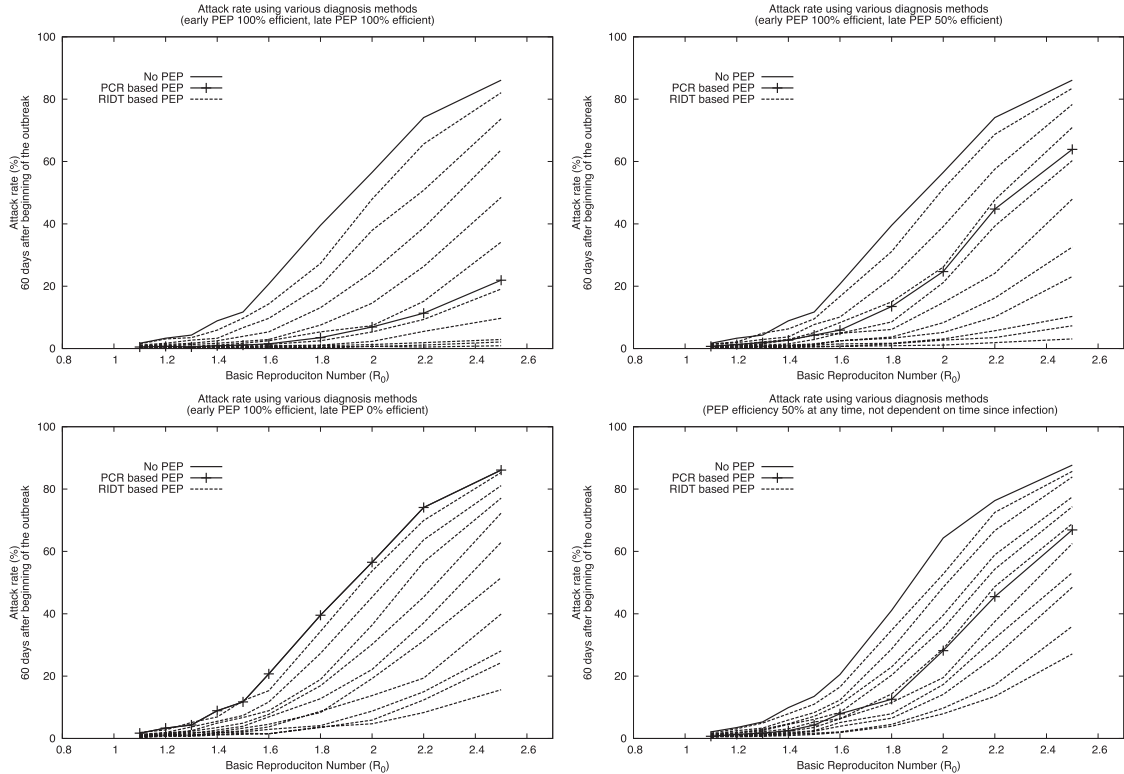 Attack rate using various diagnosis methods
(early PEP 100% efficient, late PEP 100% efficient)
100
80
60
40
20
0
Attack rate (%)
60 days after beginning of the outbreak
No PEP
PCR based PEP
RIDT based PEP
0.8 1 1.2 1.4 1.6 1.8 2 2.2 2.4 2.6
Basic Reproduciton Number (R0)
Attack rate using various diagnosis methods
(early PEP 100% efficient, late PEP 50% efficient)
100
80
60
40
20
0
Attack rate (%)
60 days after beginning of the outbreak
No PEP
PCR based PEP
RIDT based PEP
0.8 1 1.2 1.4 1.6 1.8 2 2.2 2.4 2.6
Basic Reproduciton Number (R0)
Attack rate using various diagnosis methods
(early PEP 100% efficient, late PEP 0% efficient)
100
80
60
40
20
0
Attack rate (%)
60 days after beginning of the outbreak
No PEP
PCR based PEP
RIDT based PEP
0.8 1 1.2 1.4 1.6 1.8 2 2.2 2.4 2.6
Basic Reproduciton Number (R0)
Attack rate using various diagnosis methods
(PEP efficiency 50% at any time, not dependent on time since infection)
100
80
60
40
20
0
Attack rate (%)
60 days after beginning of the outbreak
No PEP
PCR based PEP
RIDT based PEP
0.8 1 1.2 1.4 1.6 1.8 2 2.2 2.4 2.6
Basic Reproduciton Number (R0)